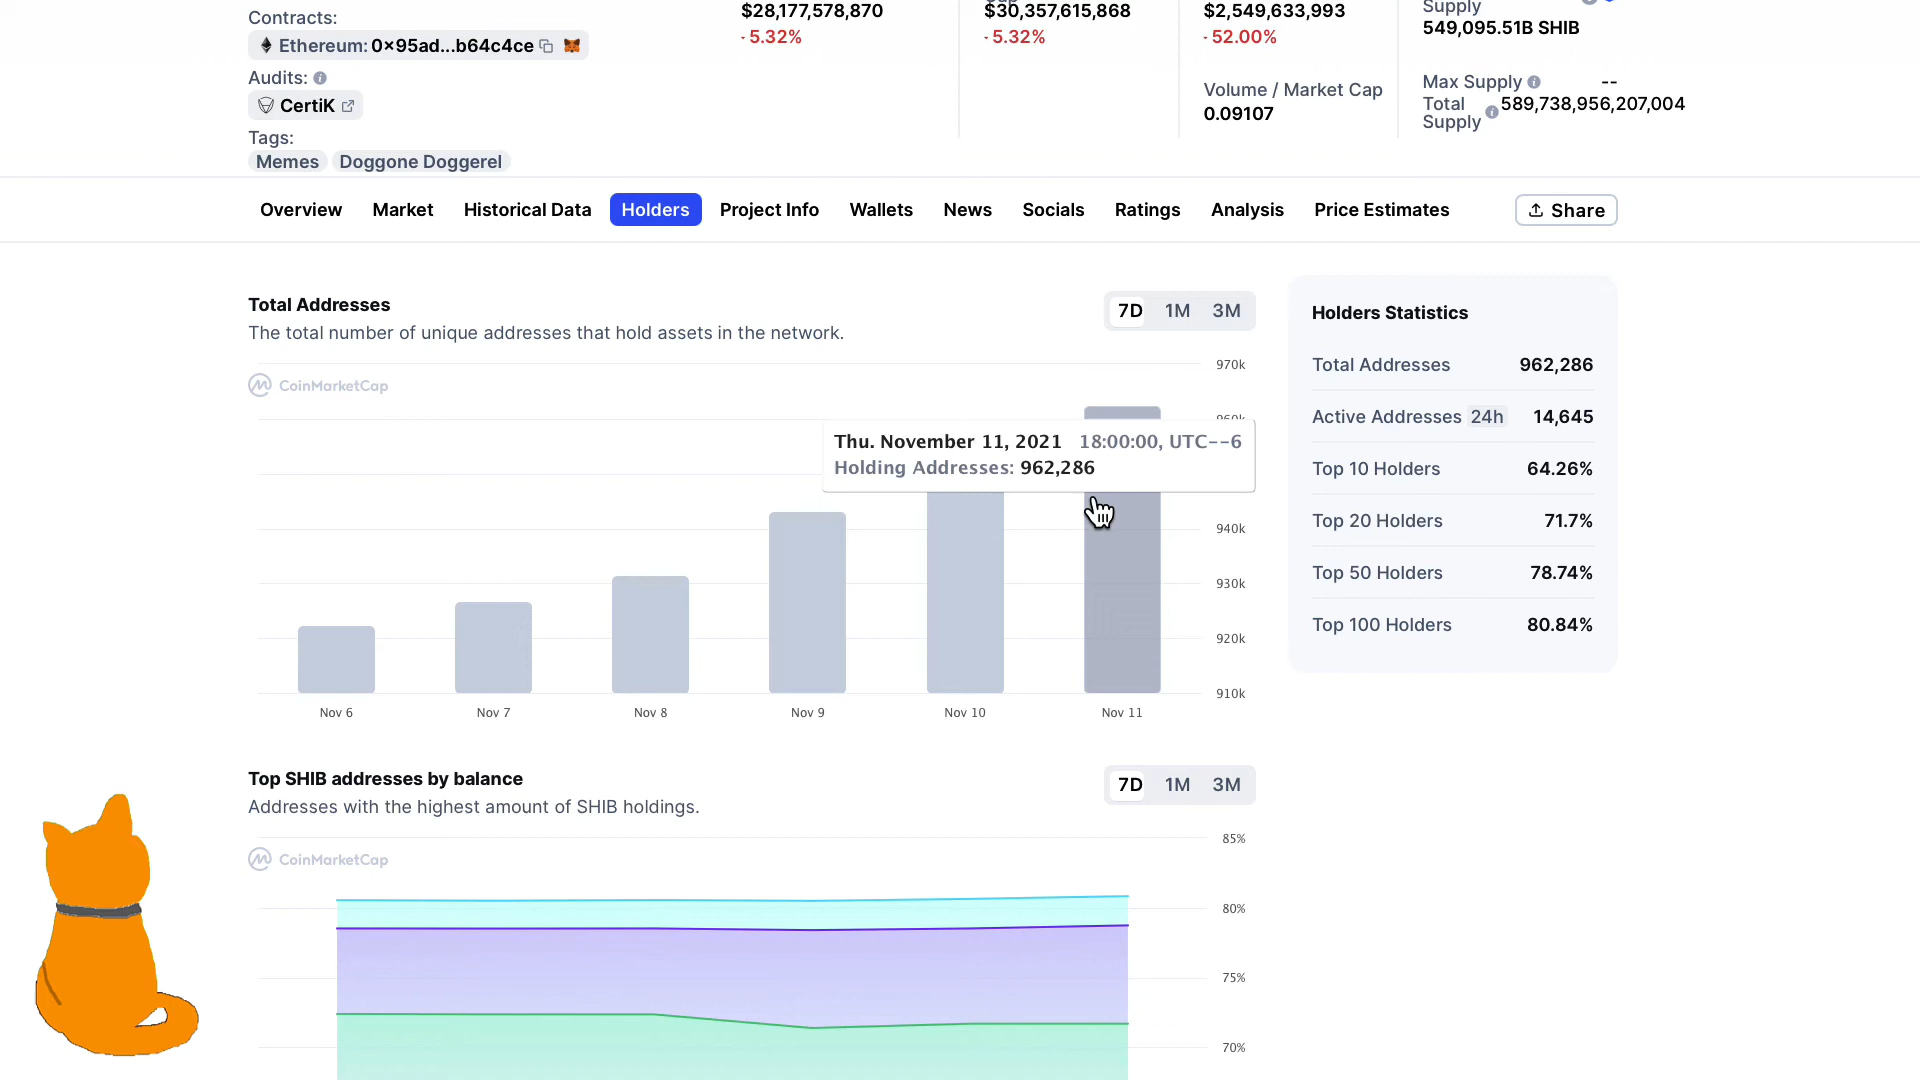 Contracts:
Ethereum: 0x95ad...b64c4ce
Audits:
CertiK
Tags:
Memes Doggone Doggerel
$28,177,578,870
- 5.32%
$30,357,615,868
- 5.32%
$2,549,633,993
- 52.00%
Volume / Market Cap
0.09107
Supply
549,095.51B SHIB
Max Supply --
Total Supply 589,738,956,207,004
Overview Market Historical Data Holders Project Info Wallets News Socials Ratings Analysis Price Estimates Share
Total Addresses
The total number of unique addresses that hold assets in the network.
7D 1M 3M
CoinMarketCap
970k
960k
Thu. November 11, 2021 18:00:00, UTC--6
Holding Addresses: 962,286
940k
930k
920k
910k
Nov 6 Nov 7 Nov 8 Nov 9 Nov 10 Nov 11
Holders Statistics
Total Addresses 962,286
Active Addresses 24h 14,645
Top 10 Holders 64.26%
Top 20 Holders 71.7%
Top 50 Holders 78.74%
Top 100 Holders 80.84%
Top SHIB addresses by balance
Addresses with the highest amount of SHIB holdings.
7D 1M 3M
CoinMarketCap
85%
80%
75%
70%